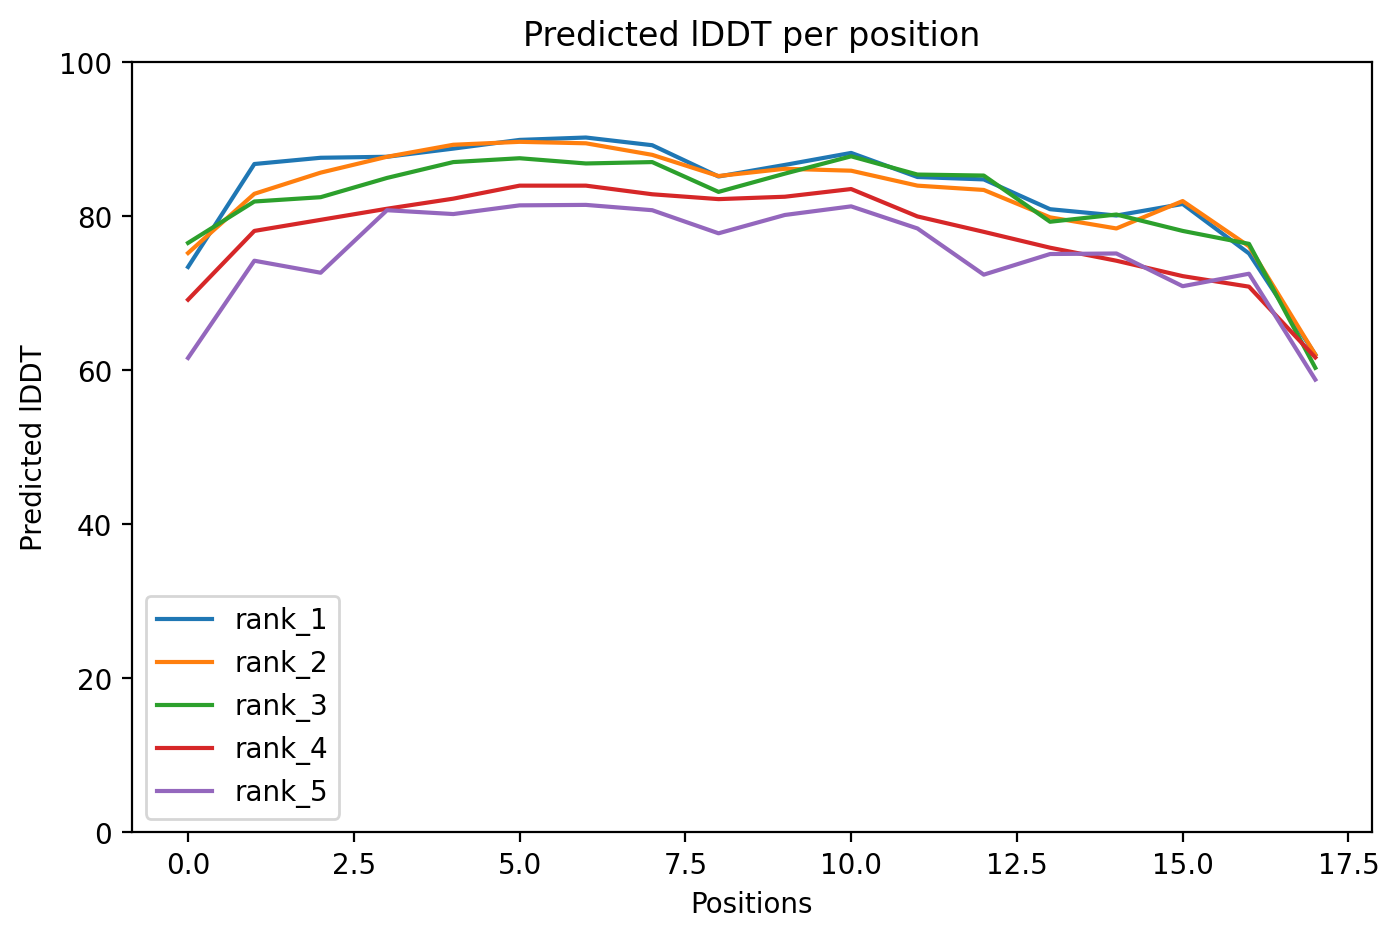 Predicted lDDT per position
100
80
60
40
20
0
Predicted lDDT
rank_1
rank_2
rank_3
rank_4
rank_5
0.0 2.5 5.0 7.5 10.0 12.5 15.0 17.5
Positions